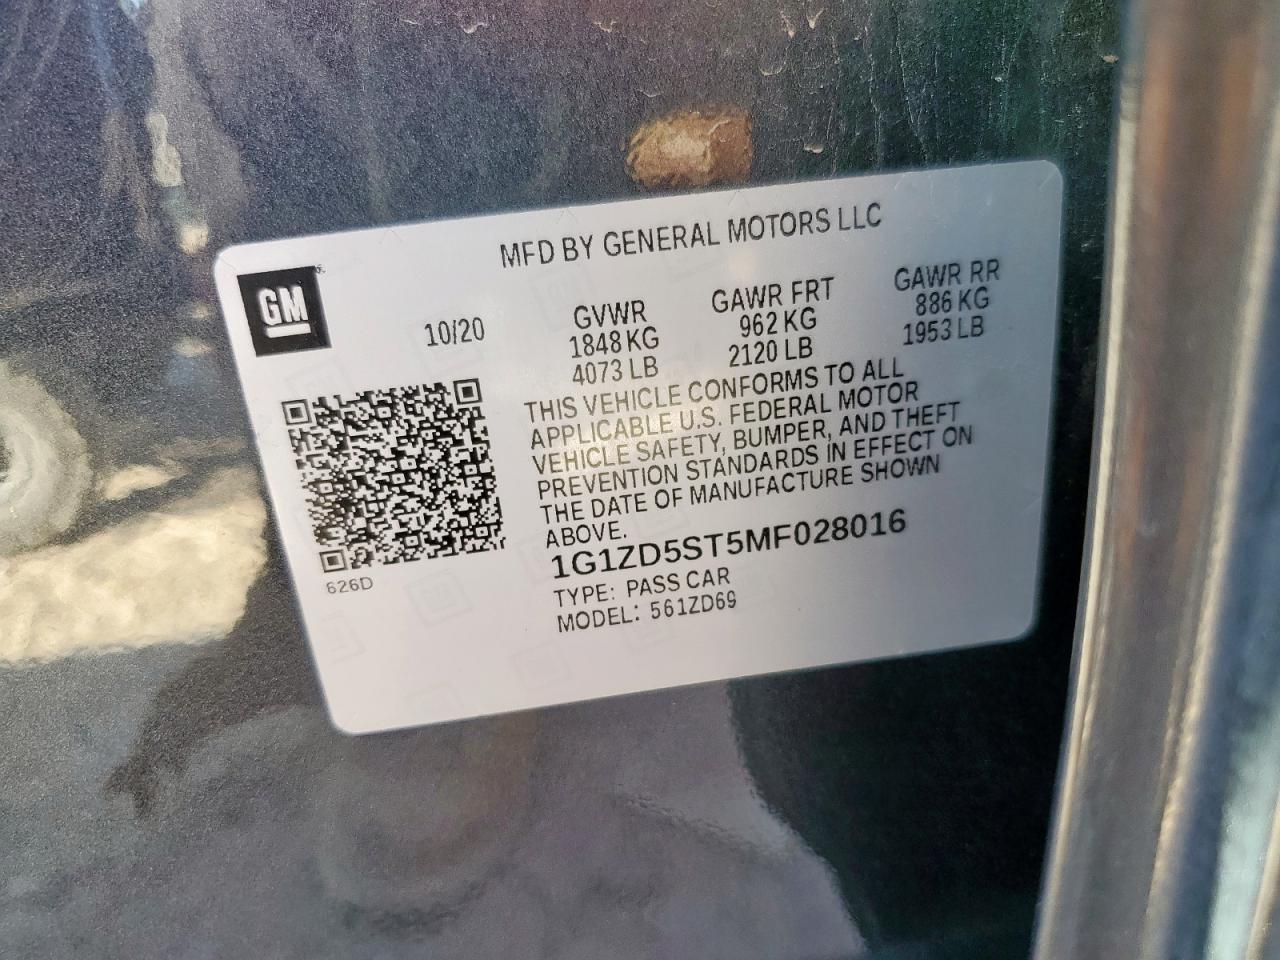 MFD BY GENERAL MOTORS LLC
GM
10/20
GVWR
1848 KG
4073 LB
GAWR FRT
962 KG
2120 LB
GAWR RR
886 KG
1953 LB
THIS VEHICLE CONFORMS TO ALL
APPLICABLE U.S. FEDERAL MOTOR
VEHICLE SAFETY, BUMPER, AND THEFT
PREVENTION STANDARDS IN EFFECT ON
THE DATE OF MANUFACTURE SHOWN
ABOVE.
1G1ZD5ST5MF028016
TYPE: PASS CAR
MODEL: 561ZD69
626D